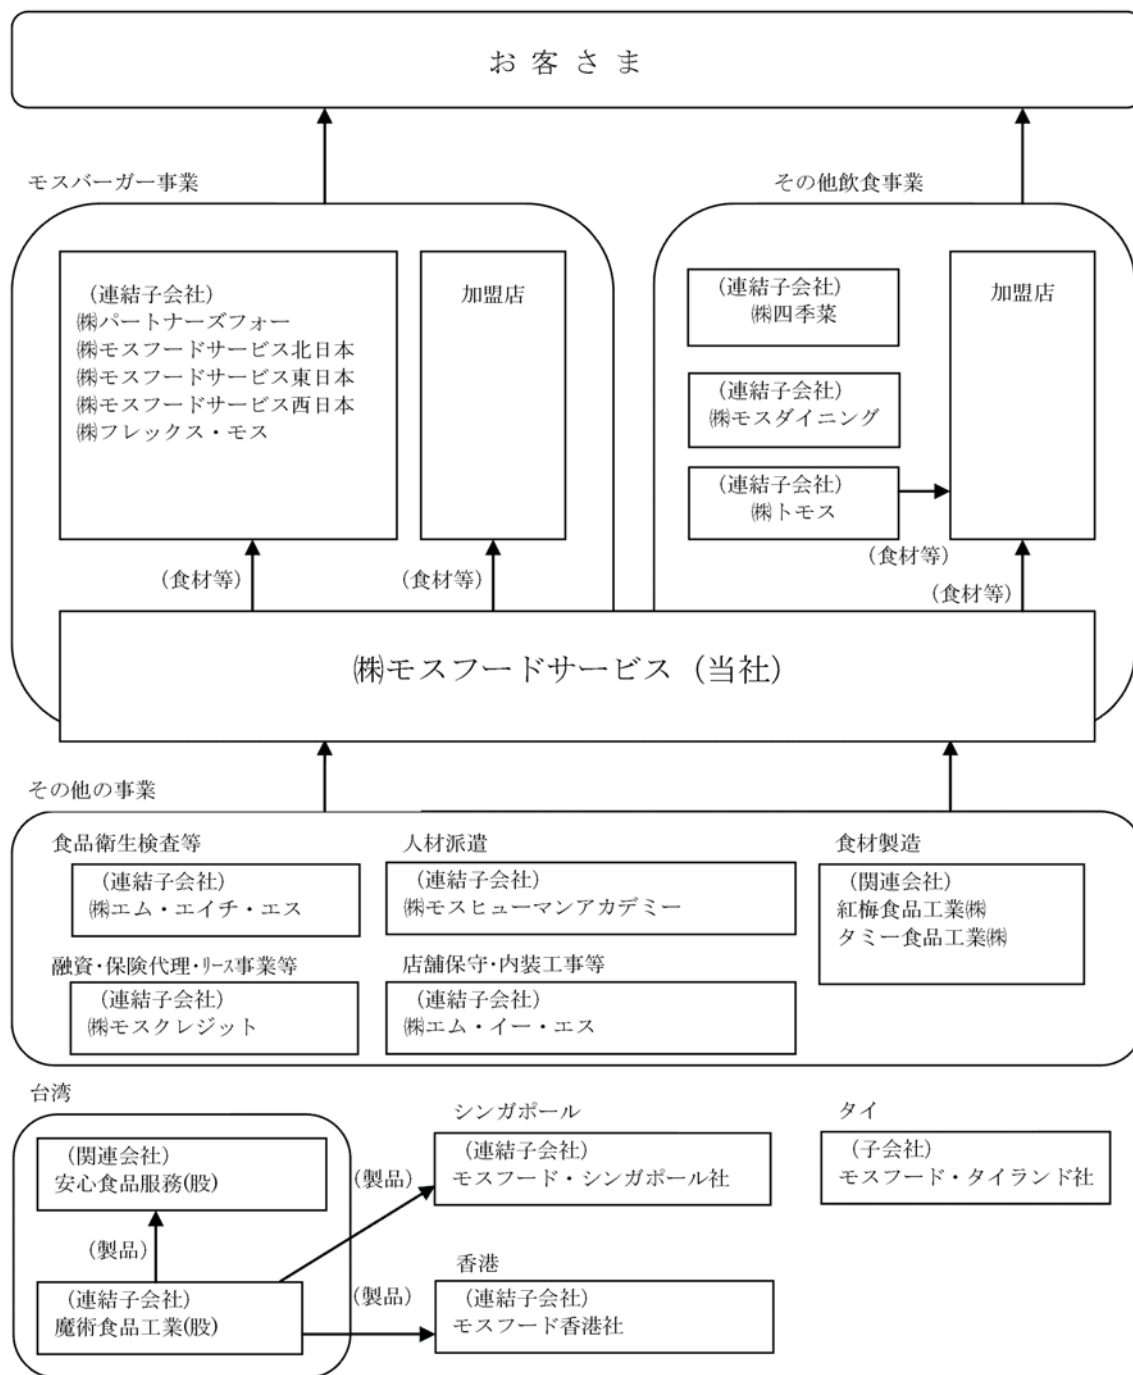 お客さま
モスバーガー事業
その他飲食事業
(連結子会社)
㈱パートナーズフォー
㈱モスフードサービス北日本
㈱モスフードサービス東日本
㈱モスフードサービス西日本
㈱フレックス・モス
加盟店
(連結子会社)
㈱四季菜
(連結子会社)
㈱モスダイニング
(連結子会社)
㈱トモス
加盟店
(食材等)
(食材等)
(食材等)
(食材等)
㈱モスフードサービス(当社)
その他の事業
食品衛生検査等
(連結子会社)
㈱エム・エイチ・エス
人材派遣
(連結子会社)
㈱モスヒューマンアカデミー
食材製造
(関連会社)
紅梅食品工業㈱
タミー食品工業㈱
融資・保険代理・ﾘｰｽ事業等
(連結子会社)
㈱モスクレジット
店舗保守・内装工事等
(連結子会社)
㈱エム・イー・エス
台湾
(関連会社)
安心食品服務(股)
(製品)
(連結子会社)
魔術食品工業(股)
(製品)
(製品)
シンガポール
(連結子会社)
モスフード・シンガポール社
香港
(連結子会社)
モスフード香港社
タイ
(子会社)
モスフード・タイランド社